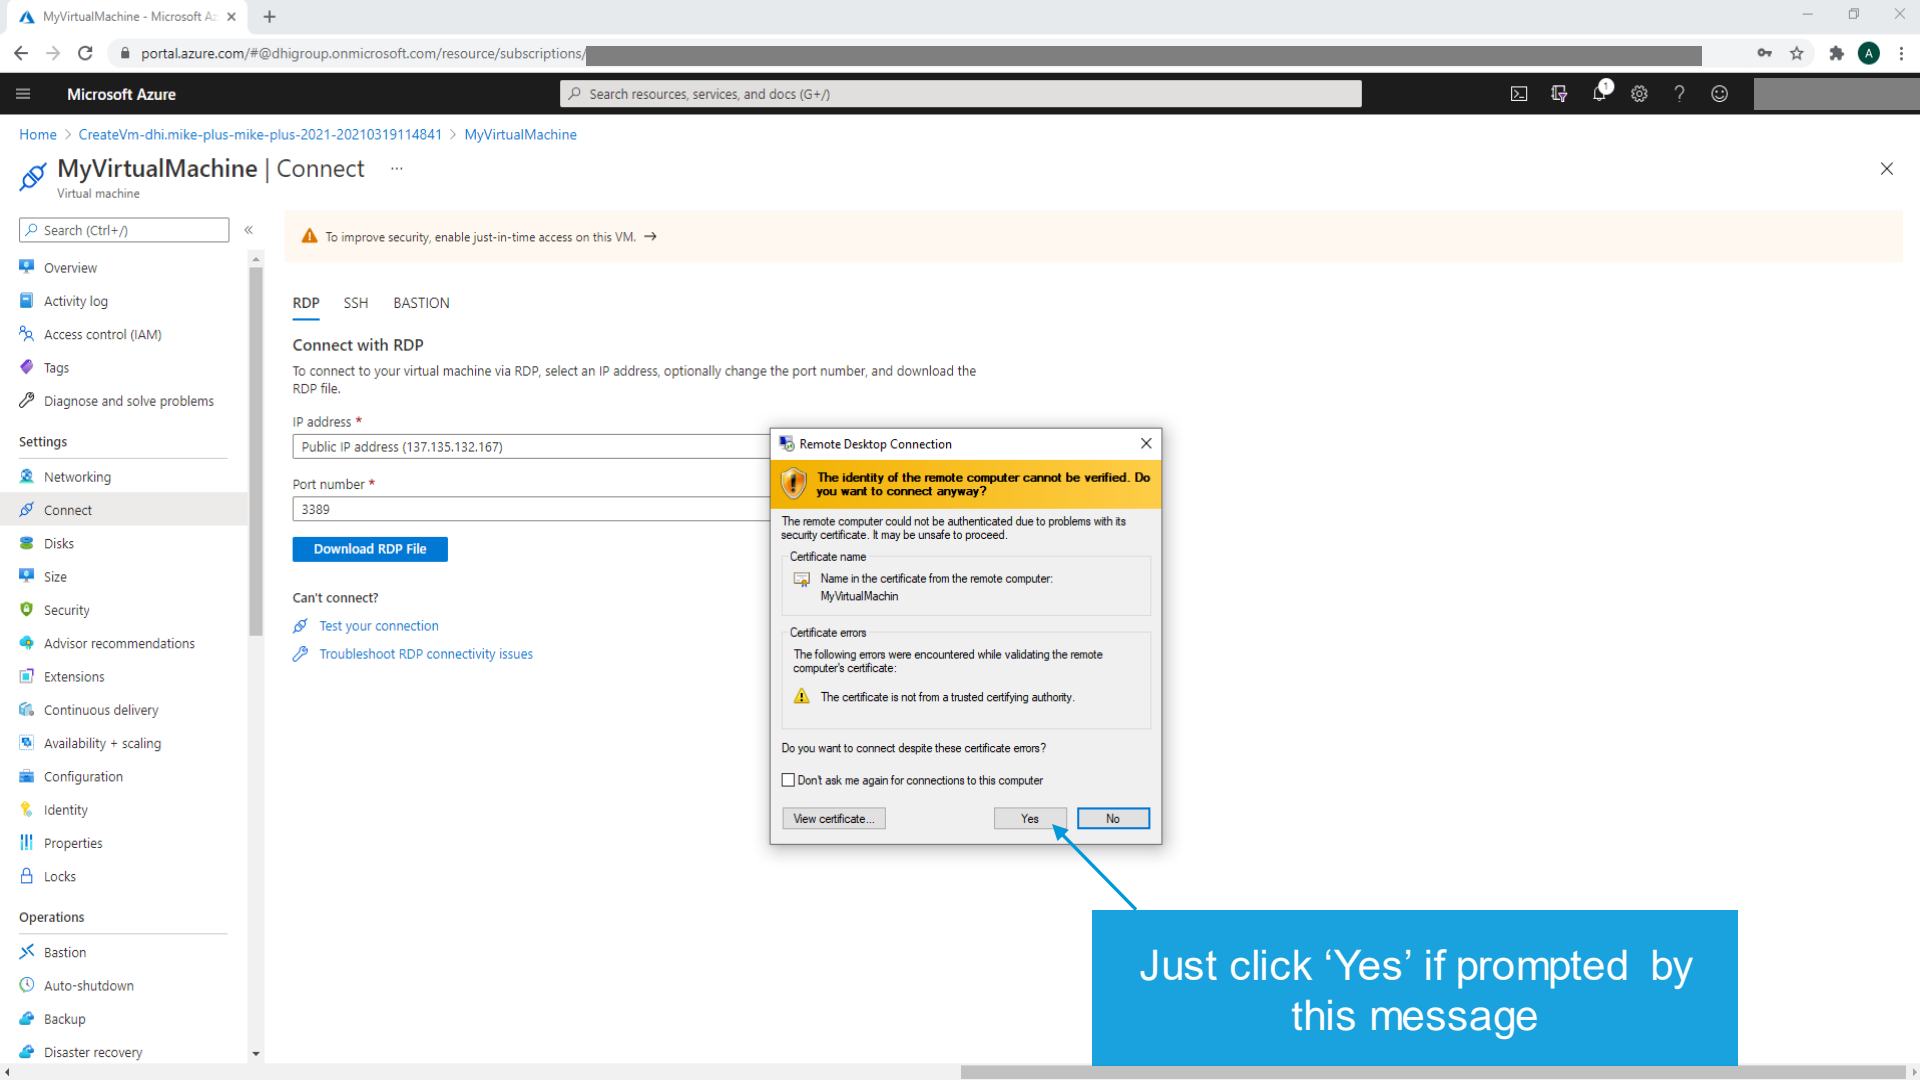 MyVirtualMachine - Microsoft Az
portal.azure.com/#@dhigroup.onmicrosoft.com/resource/subscriptions/
A
Microsoft Azure
Search resources, services, and docs (G+/)
1
Home > CreateVm-dhi.mike-plus-mike-plus-2021-20210319114841 > MyVirtualMachine
MyVirtualMachine | Connect ...
Virtual machine
Search (Ctrl+/)
«
To improve security, enable just-in-time access on this VM. →
Overview
Activity log
Access control (IAM)
Tags
Diagnose and solve problems
Settings
Networking
Connect
Disks
Size
Security
Advisor recommendations
Extensions
Continuous delivery
Availability + scaling
Configuration
Identity
Properties
Locks
Operations
Bastion
Auto-shutdown
Backup
Disaster recovery
RDP SSH BASTION
Connect with RDP
To connect to your virtual machine via RDP, select an IP address, optionally change the port number, and download the
RDP file.
IP address *
Public IP address (137.135.132.167)
Port number *
3389
Download RDP File
Can't connect?
Test your connection
Troubleshoot RDP connectivity issues
Remote Desktop Connection
The identity of the remote computer cannot be verified. Do
you want to connect anyway?
The remote computer could not be authenticated due to problems with its
security certificate. It may be unsafe to proceed.
Certificate name
Name in the certificate from the remote computer:
MyVirtualMachin
Certificate errors
The following errors were encountered while validating the remote
computer's certificate:
The certificate is not from a trusted certifying authority.
Do you want to connect despite these certificate errors?
Don't ask me again for connections to this computer
View certificate... Yes No
Just click ‘Yes’ if prompted by
this message